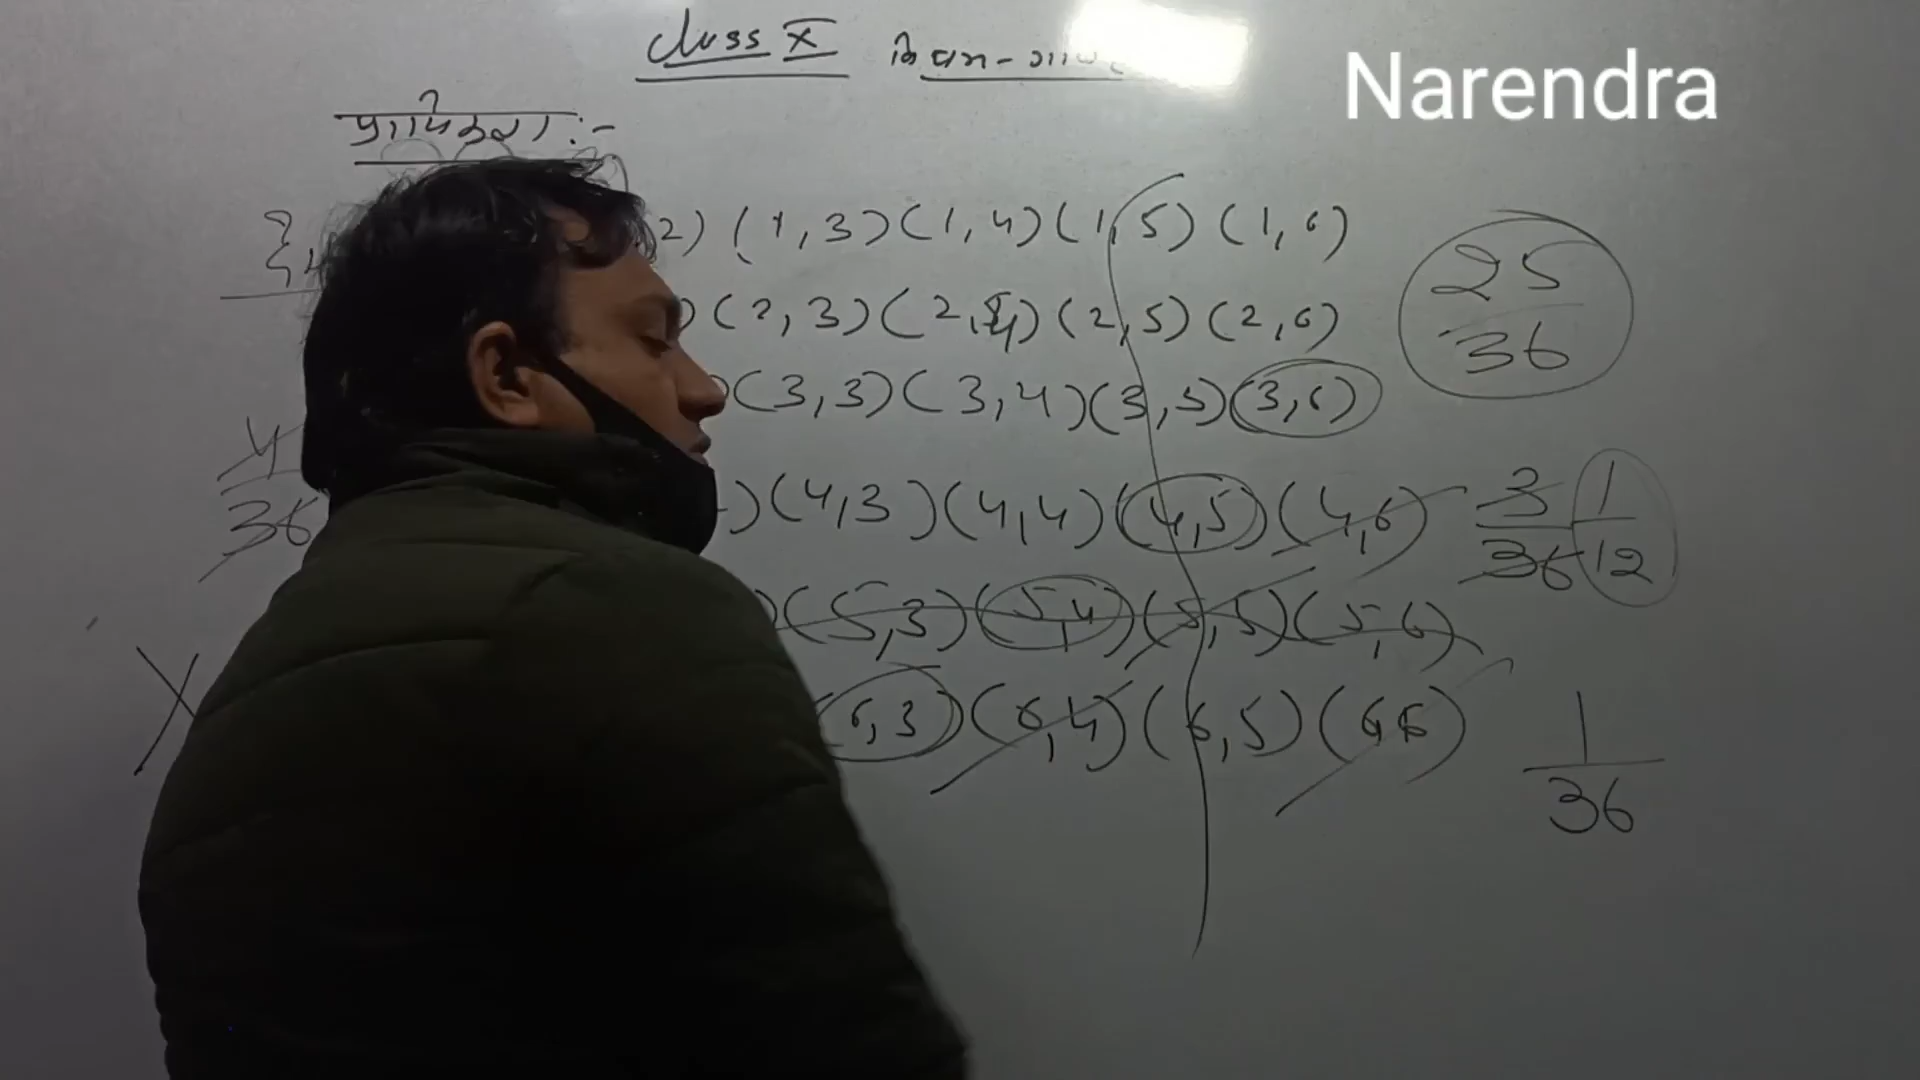 Class X
Narendra
प्रायिकता :-
2) (1,3) (1,4) (1,5) (1,6)
) (2,3) (2,4) (2,5) (2,6)
25/36
) (3,3) (3,4) (3,5) (3,6)
4/36
) (4,3) (4,4) (4,5) (4,6)
3/36 1/12
) (5,3) (5,4) (5,5) (5,6)
X
(6,3) (6,4) (6,5) (6,6)
1/36